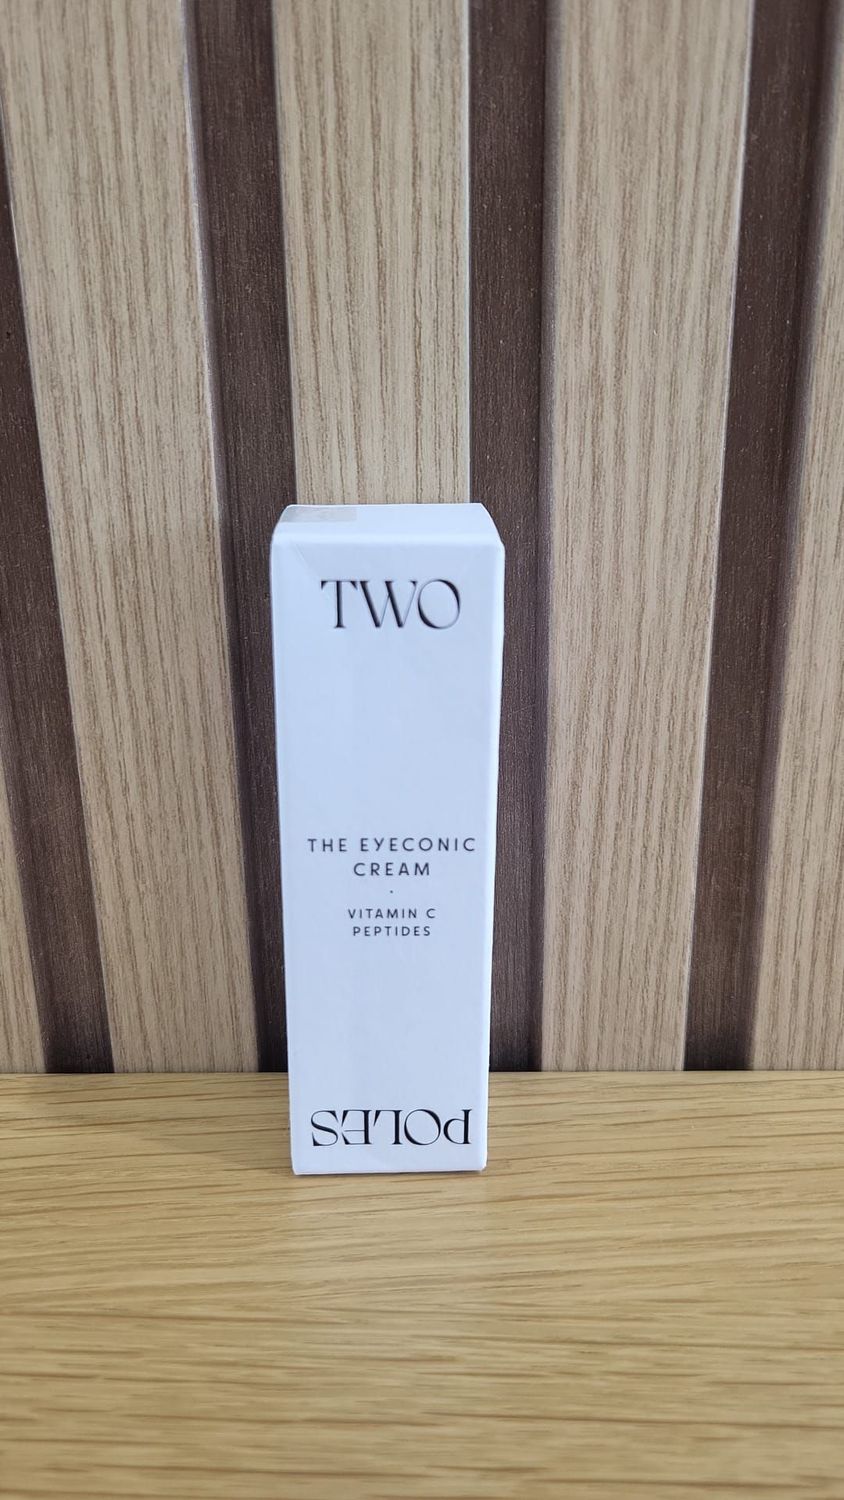 TWO
THE EYECONIC
CREAM
·
VITAMIN C
PEPTIDES
POLES